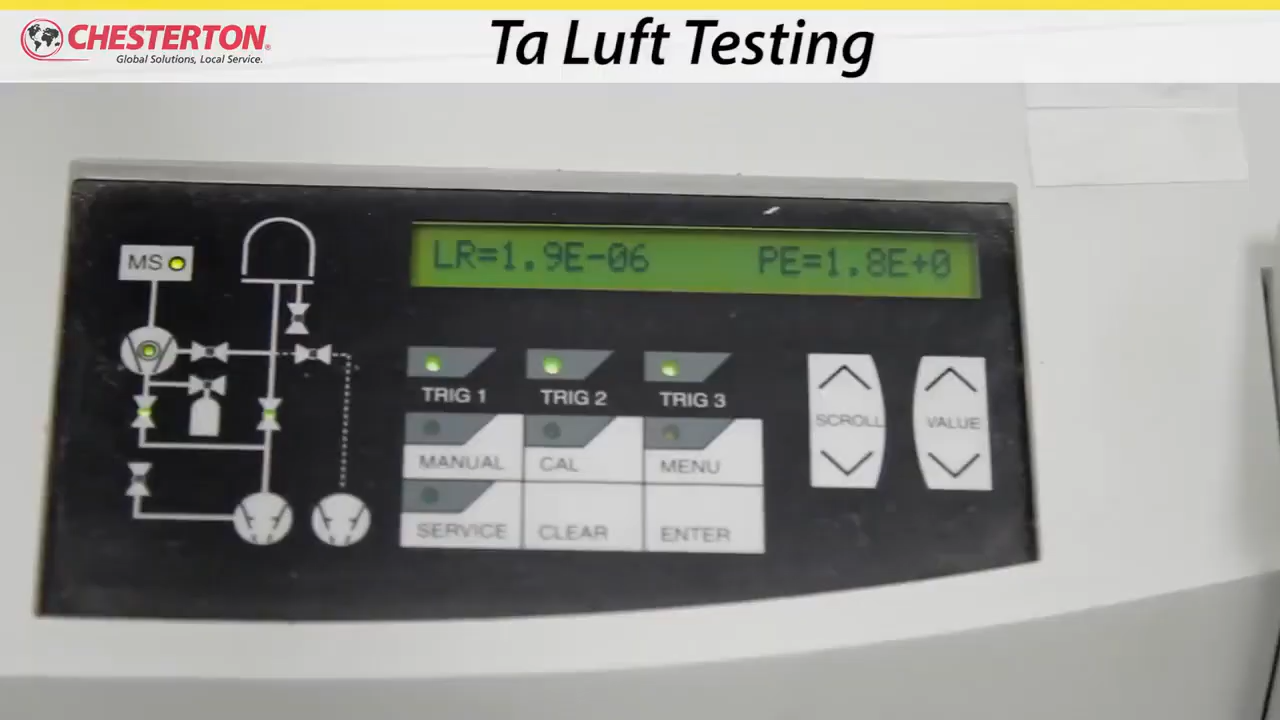 CHESTERTON®
Global Solutions, Local Service.
Ta Luft Testing
MS
LR=1.9E-06 PE=1.8E+0
TRIG 1 TRIG 2 TRIG 3
SCROLL VALUE
MANUAL CAL MENU
SERVICE CLEAR ENTER